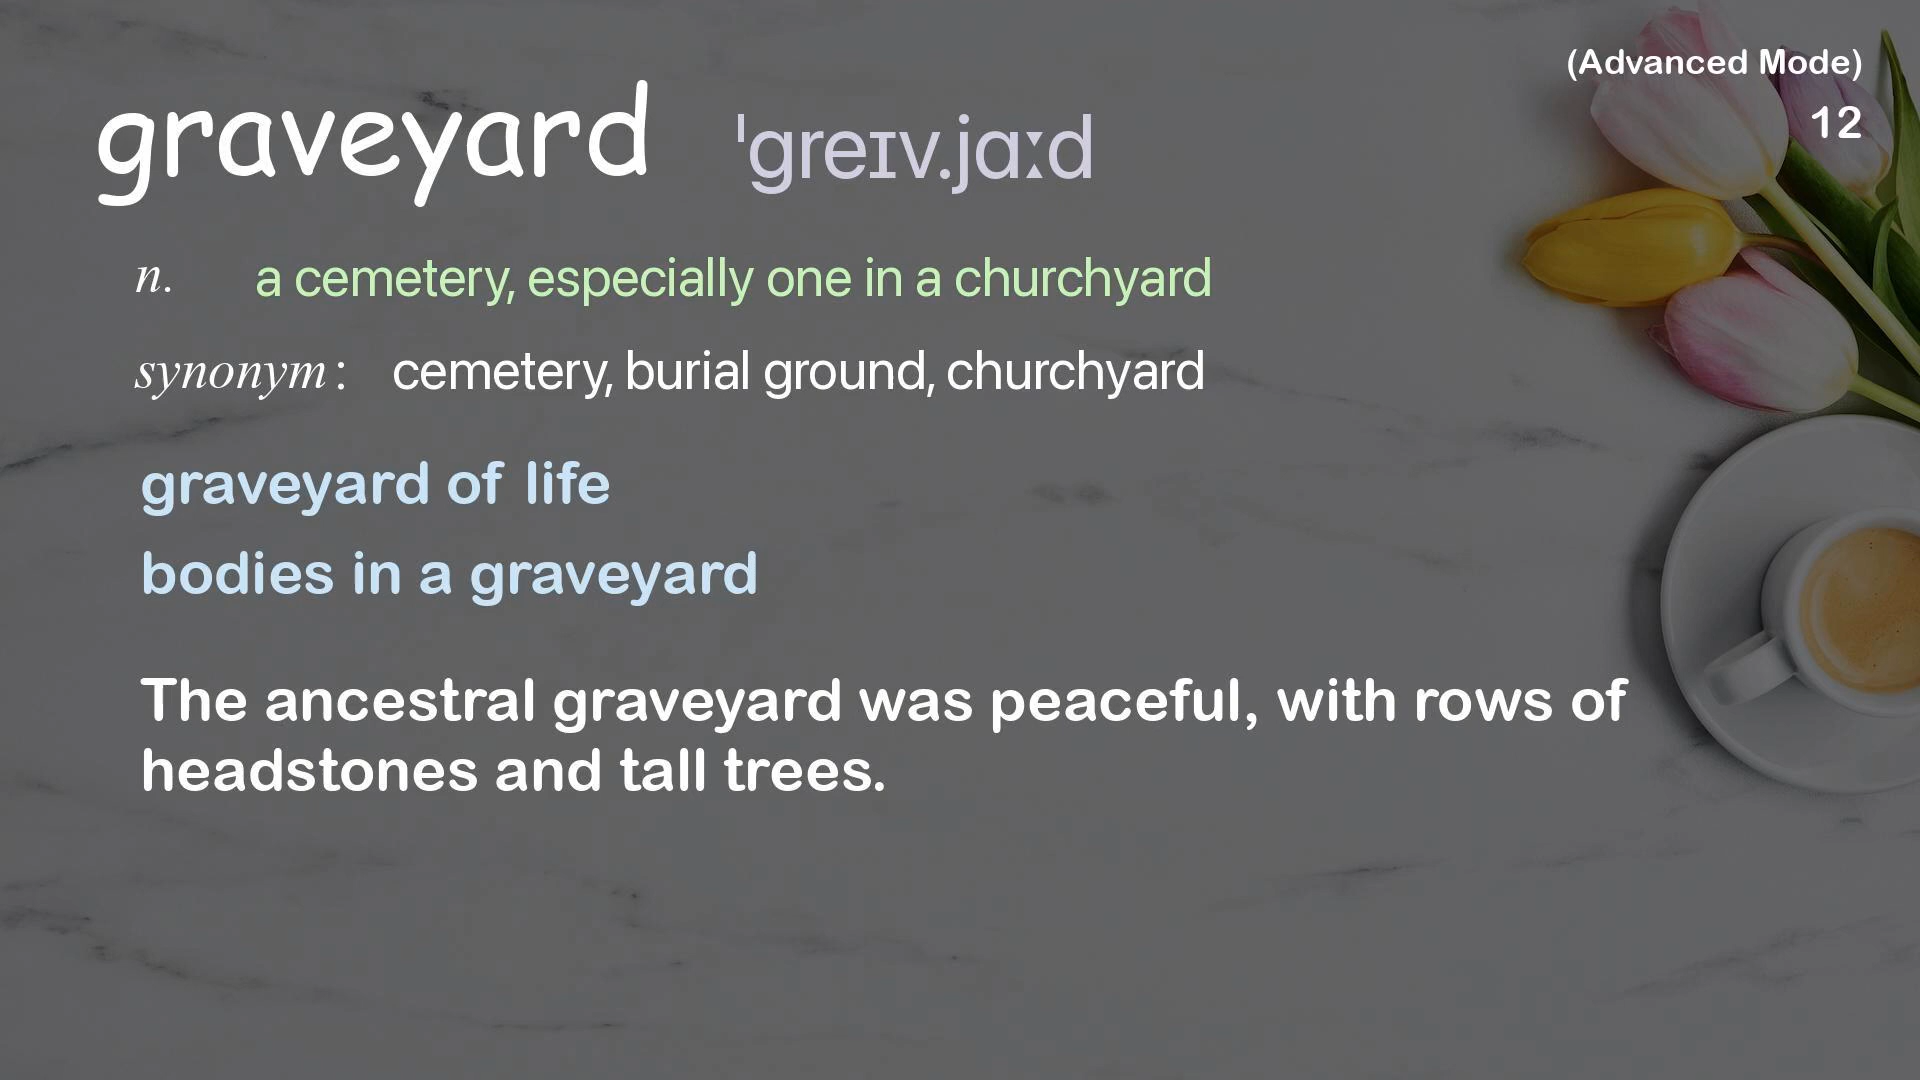 (Advanced Mode)
12
graveyard ˈɡreɪv.jɑːd
n. a cemetery, especially one in a churchyard
synonym: cemetery, burial ground, churchyard
graveyard of life
bodies in a graveyard
The ancestral graveyard was peaceful, with rows of
headstones and tall trees.